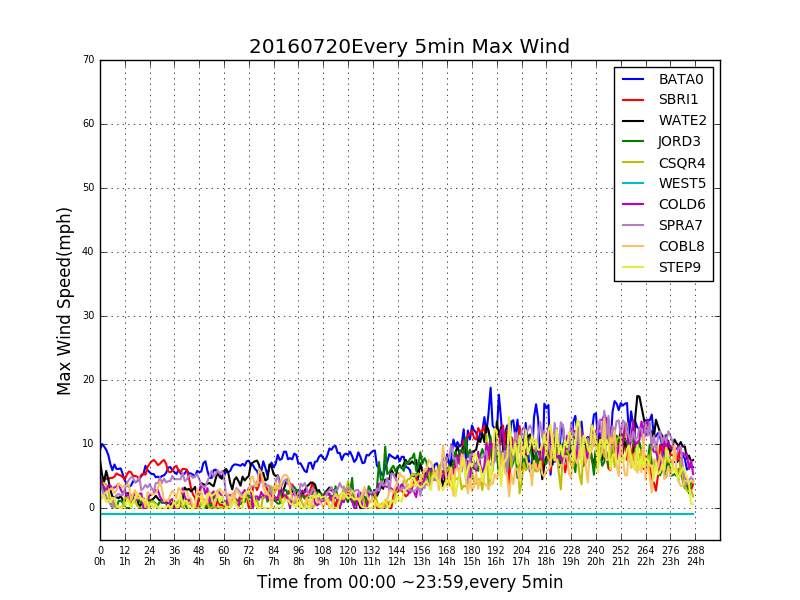 20160720Every 5min Max Wind
Max Wind Speed(mph)
70
60
50
40
30
20
10
0
BATA0
SBRI1
WATE2
JORD3
CSQR4
WEST5
COLD6
SPRA7
COBL8
STEP9
0 12 24 36 48 60 72 84 96 108 120 132 144 156 168 180 192 204 216 228 240 252 264 276 288
0h 1h 2h 3h 4h 5h 6h 7h 8h 9h 10h 11h 12h 13h 14h 15h 16h 17h 18h 19h 20h 21h 22h 23h 24h
Time from 00:00 ~23:59,every 5min